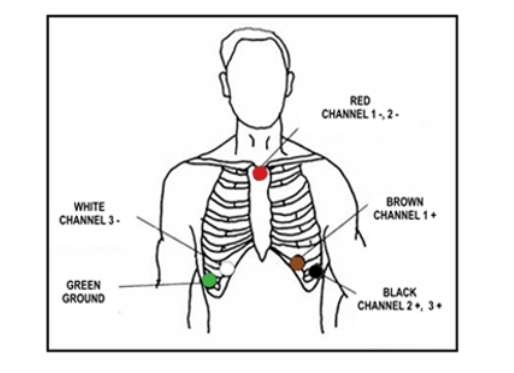 RED
CHANNEL 1 -, 2 -
WHITE
CHANNEL 3 -
BROWN
CHANNEL 1 +
GREEN
GROUND
BLACK
CHANNEL 2 +, 3 +